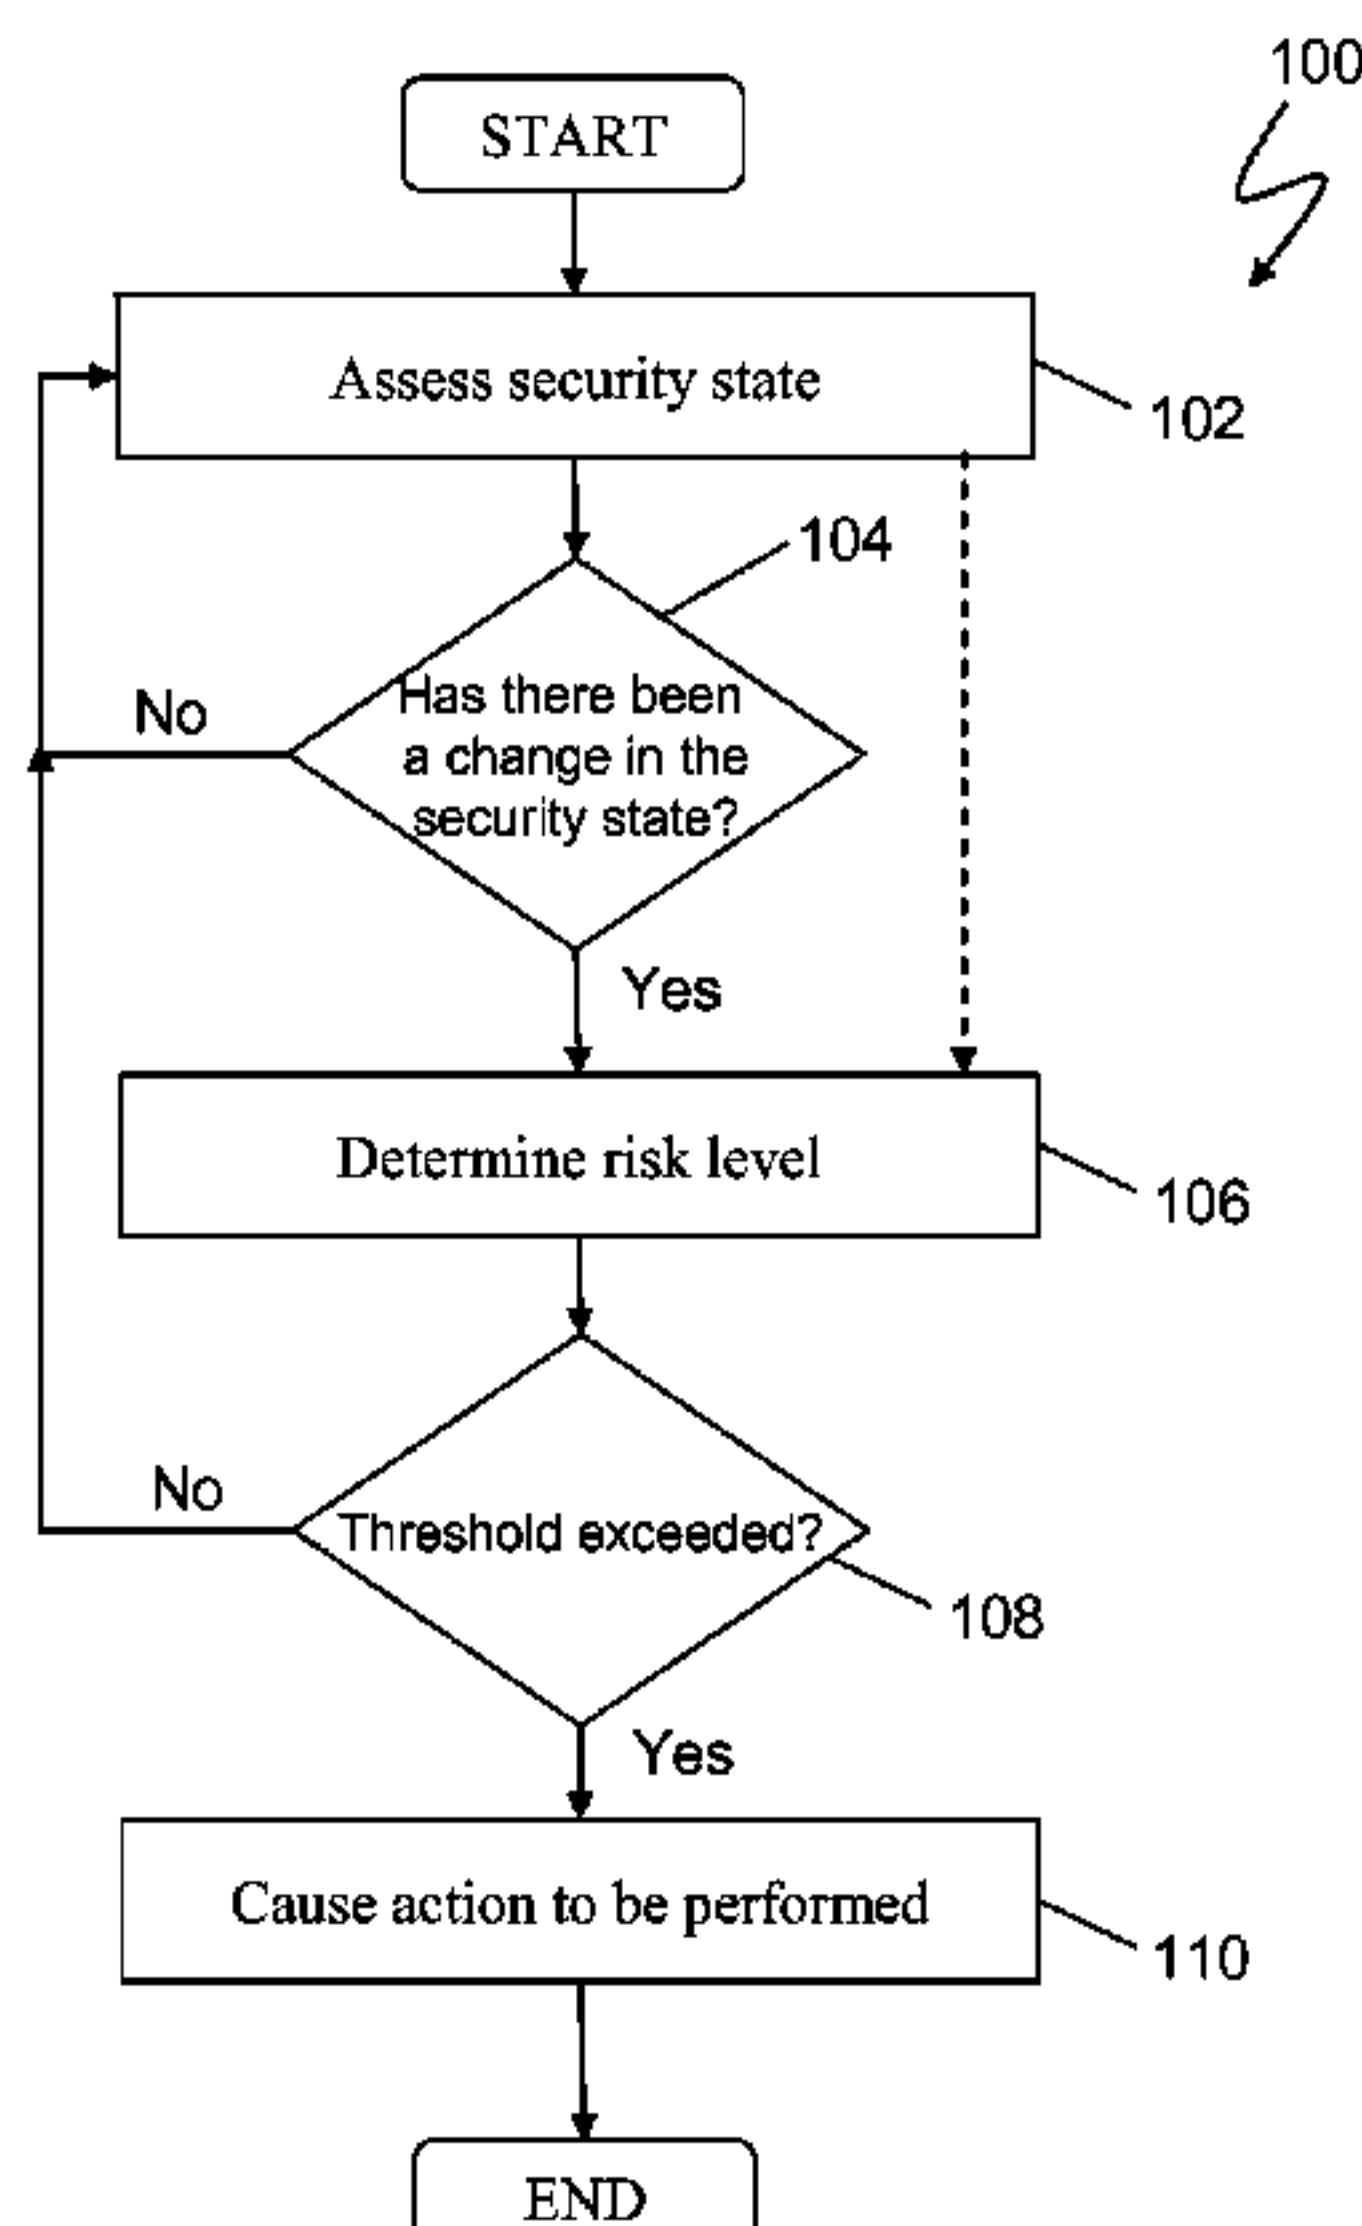 100
START
Assess security state
102
104
Has there been
a change in the
security state?
No
Yes
Determine risk level
106
No
Threshold exceeded?
108
Yes
Cause action to be performed
110
END